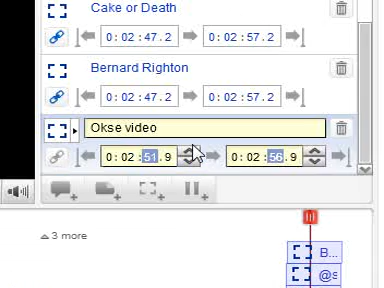 Cake or Death
0:02:47.2 0:02:57.2
Bernard Righton
0:02:47.2 0:02:57.2
Okse video
0:02:51.9 0:02:56.9
3 more
B...
@s